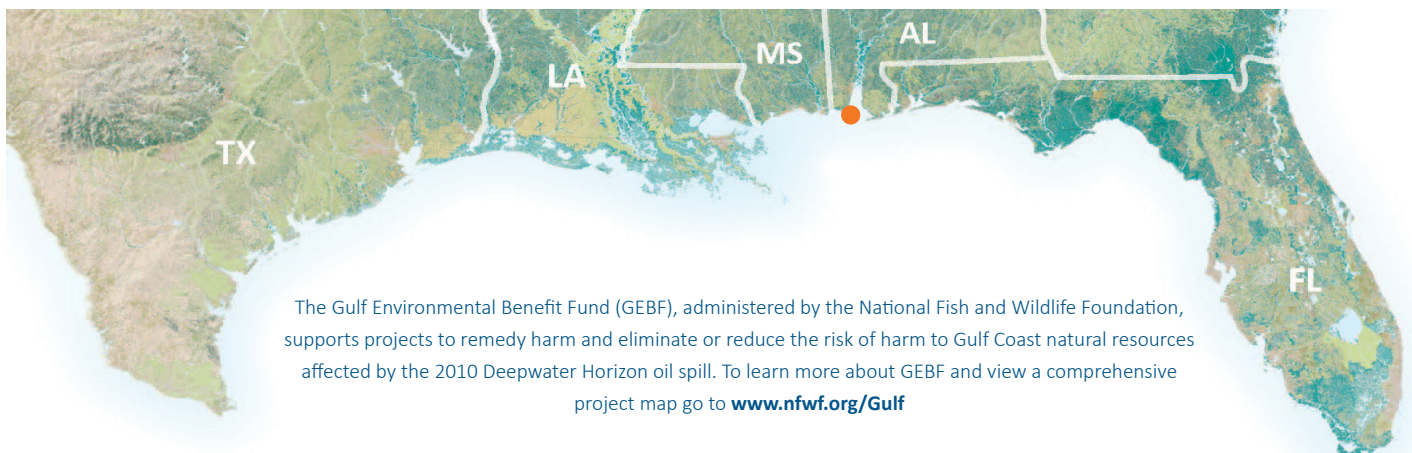 AL
MS
LA
TX
FL
The Gulf Environmental Benefit Fund (GEBF), administered by the National Fish and Wildlife Foundation,
supports projects to remedy harm and eliminate or reduce the risk of harm to Gulf Coast natural resources
affected by the 2010 Deepwater Horizon oil spill. To learn more about GEBF and view a comprehensive
project map go to www.nfwf.org/Gulf